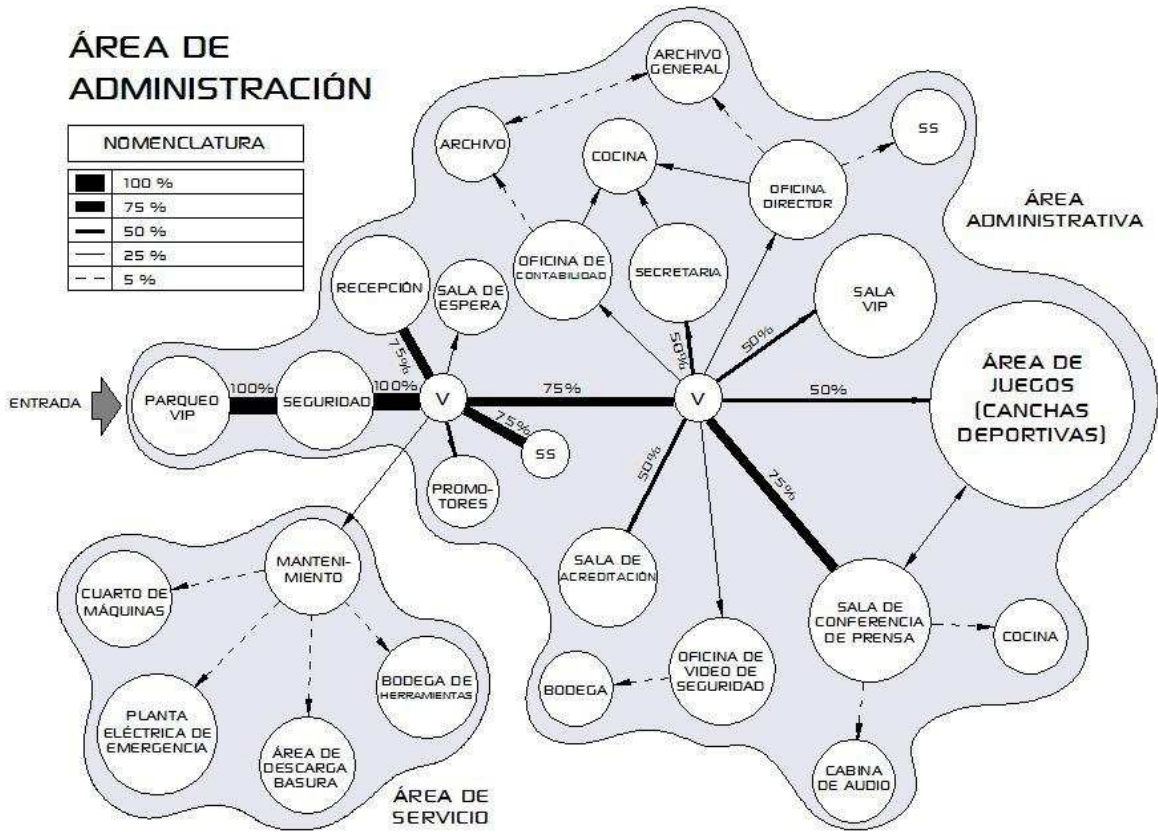 ÁREA DE
ADMINISTRACIÓN
NOMENCLATURA
100 %
75 %
50 %
25 %
5 %
ARCHIVO
GENERAL
ARCHIVO
COCINA
SS
OFICINA
DIRECTOR
ÁREA
ADMINISTRATIVA
RECEPCIÓN
SALA DE
ESPERA
OFICINA DE
CONTABILIDAD
SECRETARIA
SALA
VIP
ENTRADA
PARQUEO
VIP
100%
SEGURIDAD
100%
75%
V
75%
75%
SS
PROMO-
TORES
V
50%
50%
50%
50%
75%
ÁREA DE
JUEGOS
(CANCHAS
DEPORTIVAS)
MANTENI-
MIENTO
CUARTO DE
MÁQUINAS
PLANTA
ELÉCTRICA DE
EMERGENCIA
ÁREA DE
DESCARGA
BASURA
BODEGA DE
HERRAMIENTAS
ÁREA DE
SERVICIO
SALA DE
ACREDITACIÓN
BODEGA
OFICINA DE
VIDEO DE
SEGURIDAD
SALA DE
CONFERENCIA
DE PRENSA
COCINA
CABINA
DE AUDIO